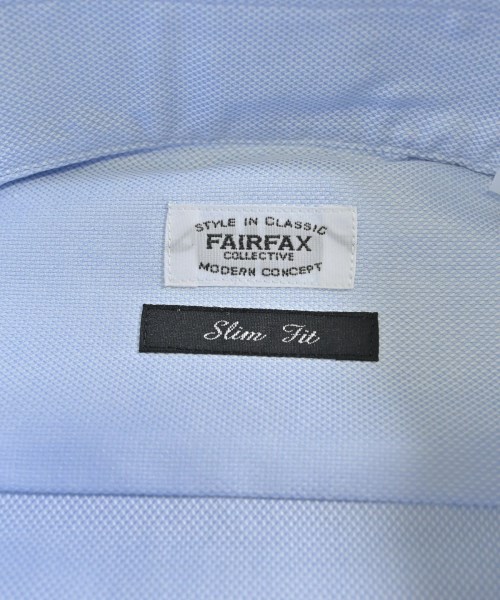 STYLE IN CLASSIC
FAIRFAX
COLLECTIVE
MODERN CONCEPT
Slim Fit